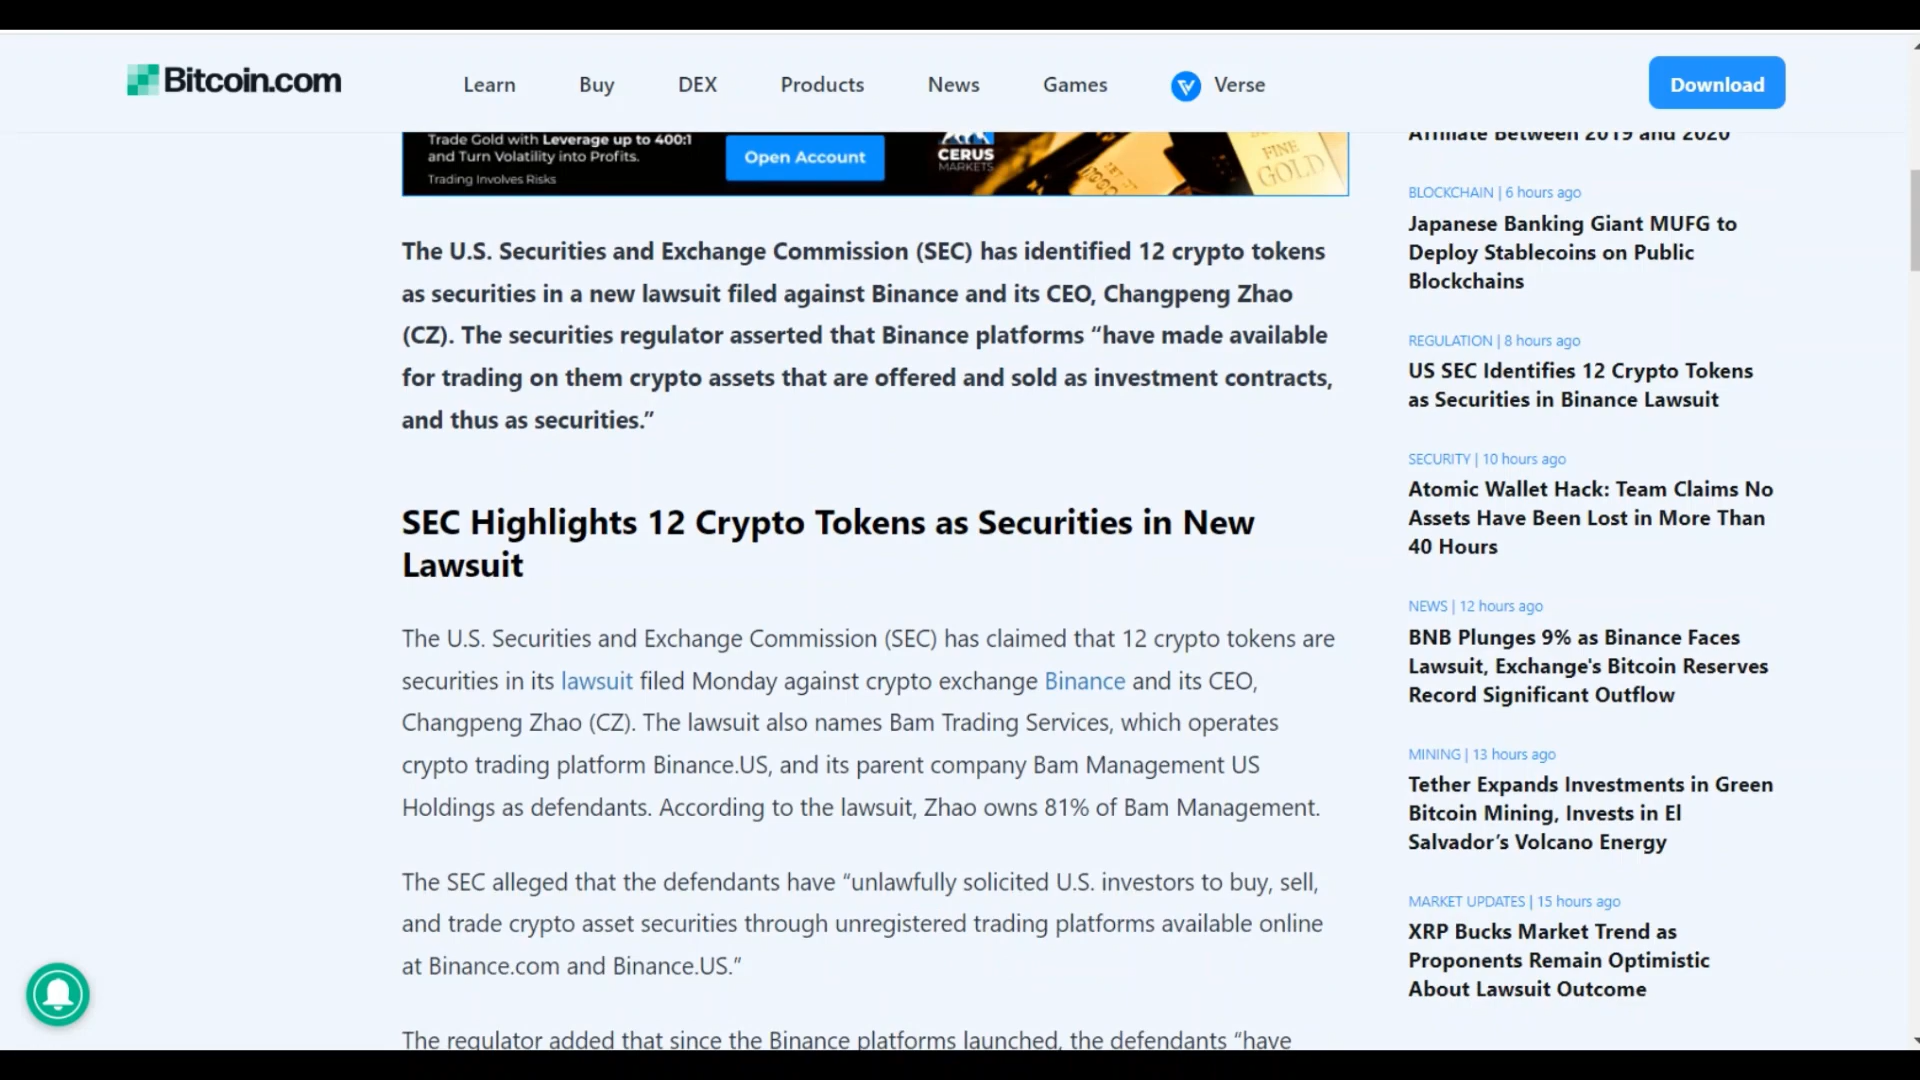 Bitcoin.com
Learn
Buy
DEX
Products
News
Games
Verse
Download
Trade Gold with Leverage up to 400:1
and Turn Volatility into Profits.
Trading Involves Risks
Open Account
CERUS
MARKETS
FINE
GOLD
The U.S. Securities and Exchange Commission (SEC) has identified 12 crypto tokens
as securities in a new lawsuit filed against Binance and its CEO, Changpeng Zhao
(CZ). The securities regulator asserted that Binance platforms “have made available
for trading on them crypto assets that are offered and sold as investment contracts,
and thus as securities.”
SEC Highlights 12 Crypto Tokens as Securities in New
Lawsuit
The U.S. Securities and Exchange Commission (SEC) has claimed that 12 crypto tokens are
securities in its lawsuit filed Monday against crypto exchange Binance and its CEO,
Changpeng Zhao (CZ). The lawsuit also names Bam Trading Services, which operates
crypto trading platform Binance.US, and its parent company Bam Management US
Holdings as defendants. According to the lawsuit, Zhao owns 81% of Bam Management.
The SEC alleged that the defendants have “unlawfully solicited U.S. investors to buy, sell,
and trade crypto asset securities through unregistered trading platforms available online
at Binance.com and Binance.US.”
The regulator added that since the Binance platforms launched, the defendants “have
Affiliate Between 2019 and 2020
BLOCKCHAIN | 6 hours ago
Japanese Banking Giant MUFG to
Deploy Stablecoins on Public
Blockchains
REGULATION | 8 hours ago
US SEC Identifies 12 Crypto Tokens
as Securities in Binance Lawsuit
SECURITY | 10 hours ago
Atomic Wallet Hack: Team Claims No
Assets Have Been Lost in More Than
40 Hours
NEWS | 12 hours ago
BNB Plunges 9% as Binance Faces
Lawsuit, Exchange's Bitcoin Reserves
Record Significant Outflow
MINING | 13 hours ago
Tether Expands Investments in Green
Bitcoin Mining, Invests in El
Salvador’s Volcano Energy
MARKET UPDATES | 15 hours ago
XRP Bucks Market Trend as
Proponents Remain Optimistic
About Lawsuit Outcome